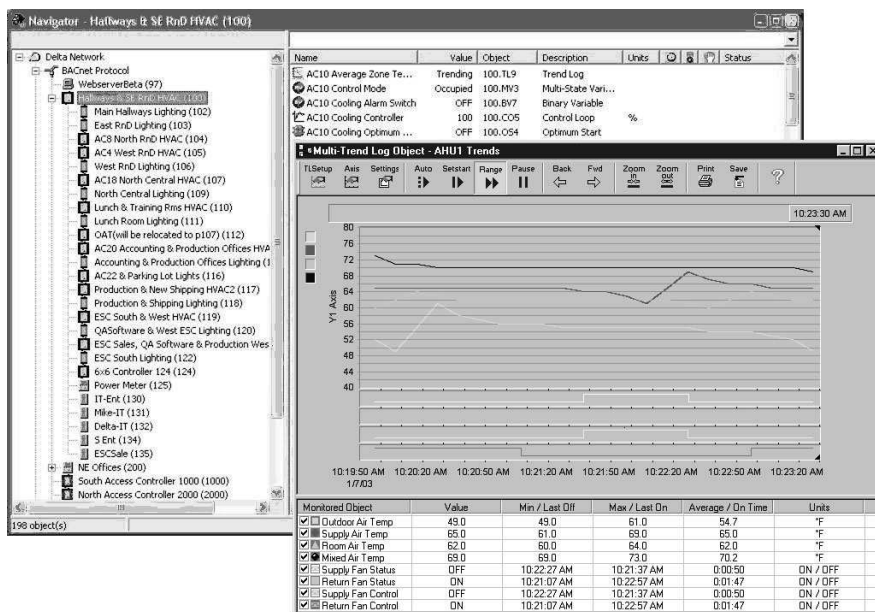 Navigator - Hallways & SE RnD HVAC (100)
Delta Network
BACnet Protocol
WebserverBeta (97)
Hallways & SE RnD HVAC (100)
Main Hallways Lighting (102)
East RnD Lighting (103)
AC8 North RnD HVAC (104)
AC4 West RnD HVAC (105)
West RnD Lighting (106)
AC18 North Central HVAC (107)
North Central Lighting (109)
Lunch & Training Rms HVAC (110)
Lunch Room Lighting (111)
OAT(will be relocated to p107) (112)
AC20 Accounting & Production Offices HVA
Accounting & Production Offices Lighting (1
AC22 & Parking Lot Lights (116)
Production & New Shipping HVAC2 (117)
Production & Shipping Lighting (118)
ESC South & West HVAC (119)
QASoftware & West ESC Lighting (120)
ESC Sales, QA Software & Production Wes
ESC South Lighting (122)
6x6 Controller 124 (124)
Power Meter (125)
IT-Ent (130)
Mike-IT (131)
Delta-IT (132)
S Ent (134)
ESCSale (135)
NE Offices (200)
South Access Controller 1000 (1000)
North Access Controller 2000 (2000)
198 object(s)
Name Value Object Description Units Status
AC10 Average Zone Te... Trending 100.TL9 Trend Log
AC10 Control Mode Occupied 100.MV3 Multi-State Vari...
AC10 Cooling Alarm Switch OFF 100.BV7 Binary Variable
AC10 Cooling Controller 100 100.CO5 Control Loop %
AC10 Cooling Optimum ... OFF 100.OS4 Optimum Start
Multi-Trend Log Object - AHU1 Trends
TLSetup Axis Settings Auto Setstart Range Pause Back Fwd Zoom in Zoom out Print Save
10:23:30 AM
80
76
72
68
64
60
56
52
48
44
40
Y1 Axis
10:19:50 AM 10:20:20 AM 10:20:50 AM 10:21:20 AM 10:21:50 AM 10:22:20 AM 10:22:50 AM 10:23:20 AM
1/7/03
Monitored Object Value Min / Last Off Max / Last On Average / On Time Units
Outdoor Air Temp 49.0 49.0 61.0 54.7 °F
Supply Air Temp 65.0 61.0 69.0 65.0 °F
Room Air Temp 62.0 60.0 64.0 62.0 °F
Mixed Air Temp 69.0 69.0 73.0 70.2 °F
Supply Fan Status OFF 10:22:27 AM 10:21:37 AM 0:00:50 ON / OFF
Return Fan Status ON 10:21:07 AM 10:22:57 AM 0:01:47 ON / OFF
Supply Fan Control OFF 10:22:27 AM 10:21:37 AM 0:00:50 ON / OFF
Return Fan Control ON 10:21:07 AM 10:22:57 AM 0:01:47 ON / OFF